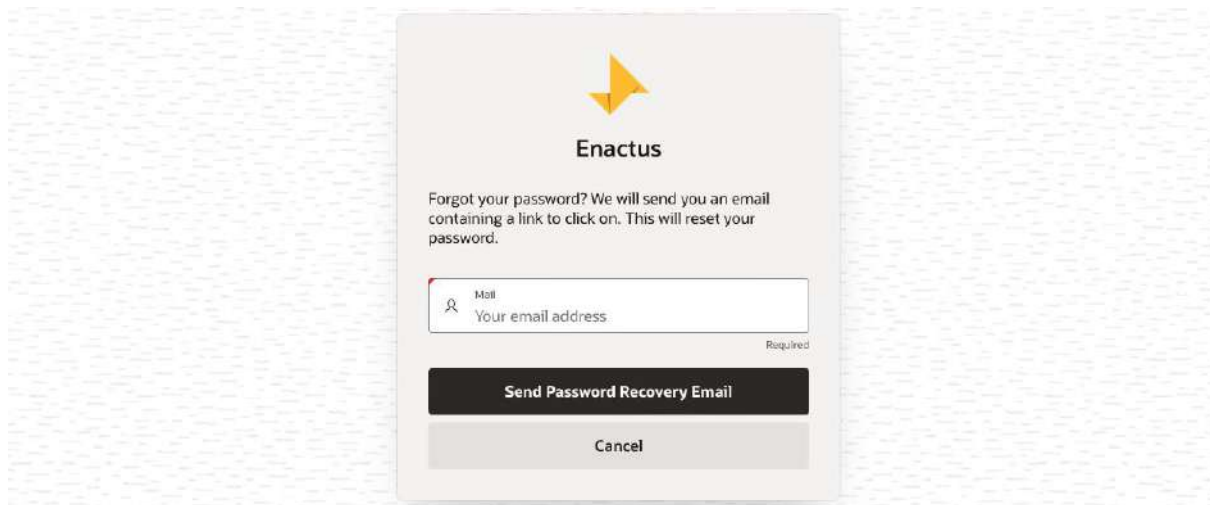 Enactus
Forgot your password? We will send you an email
containing a link to click on. This will reset your
password.
Mail
Your email address
Required
Send Password Recovery Email
Cancel